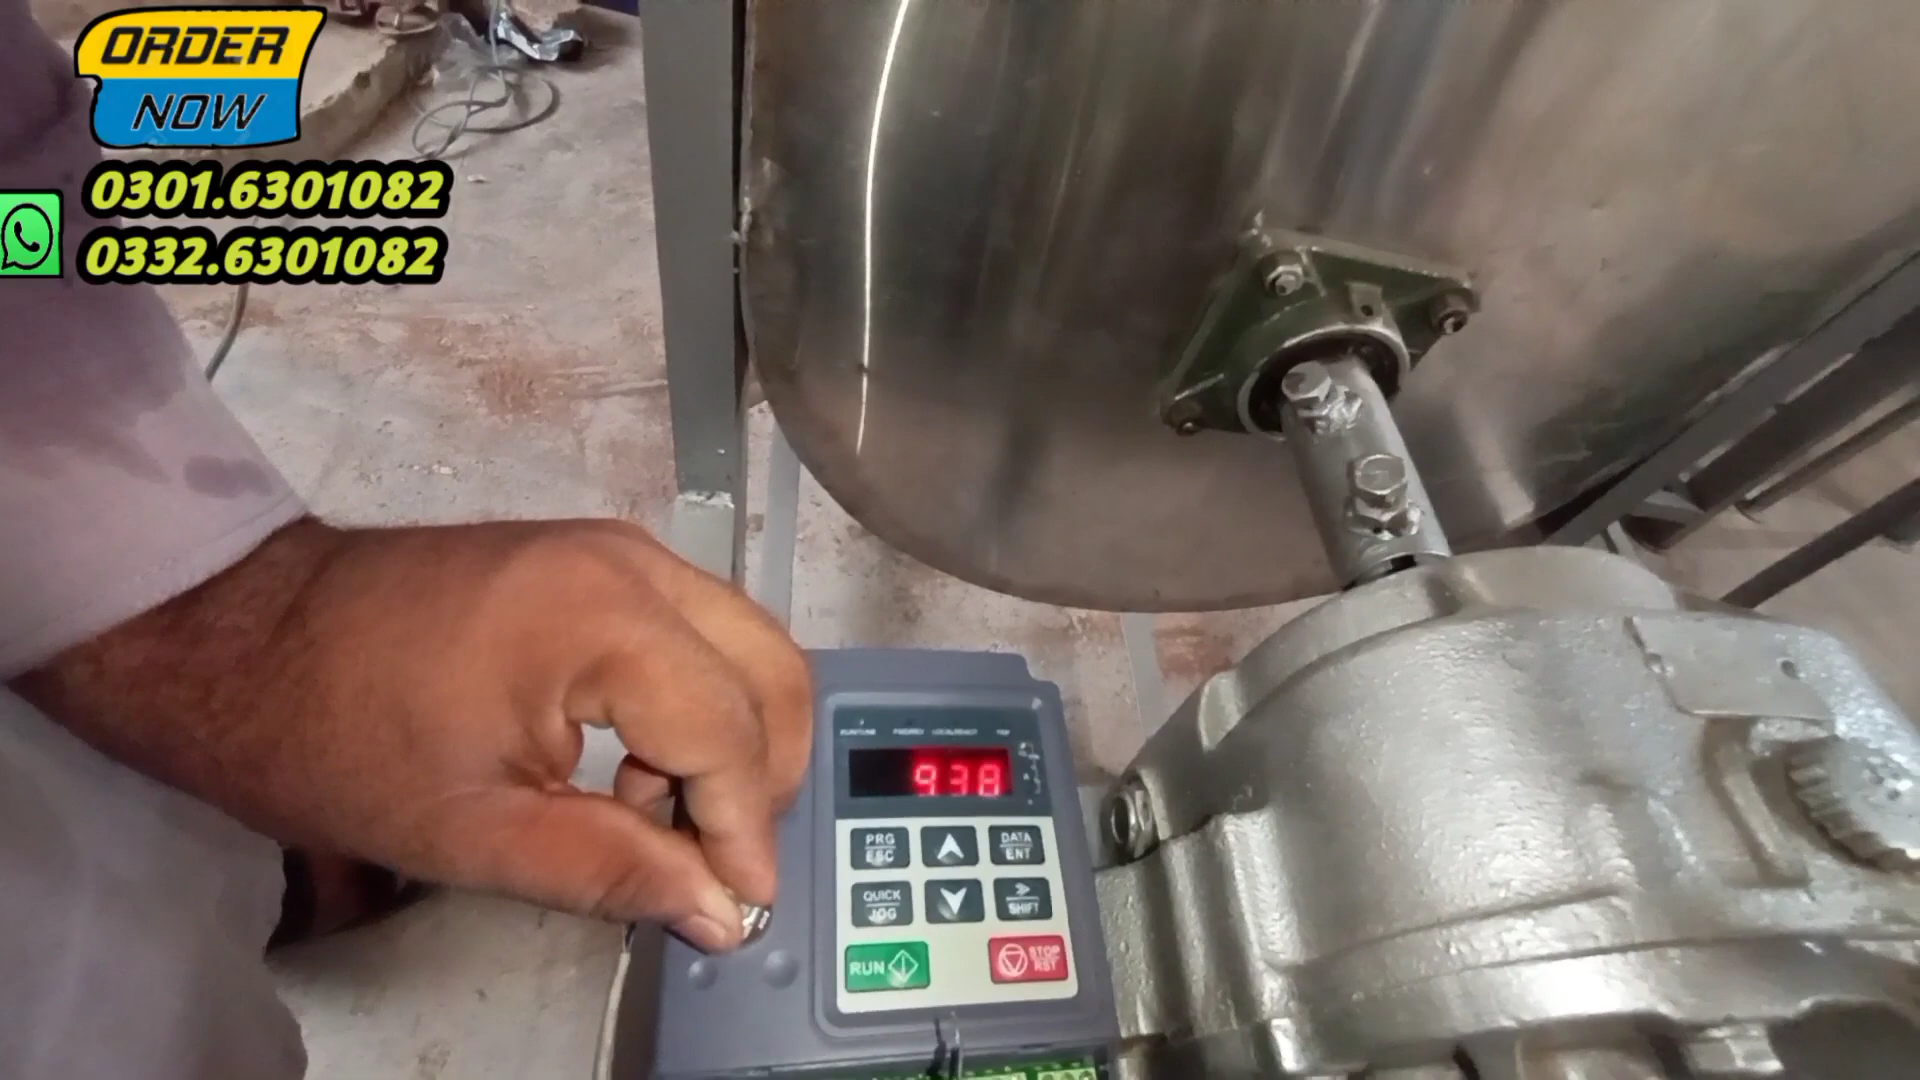 ORDER
NOW
0301.6301082
0332.6301082
938
PRG
ESC
DATA
ENT
QUICK
JOG
SHIFT
RUN
STOP
RST